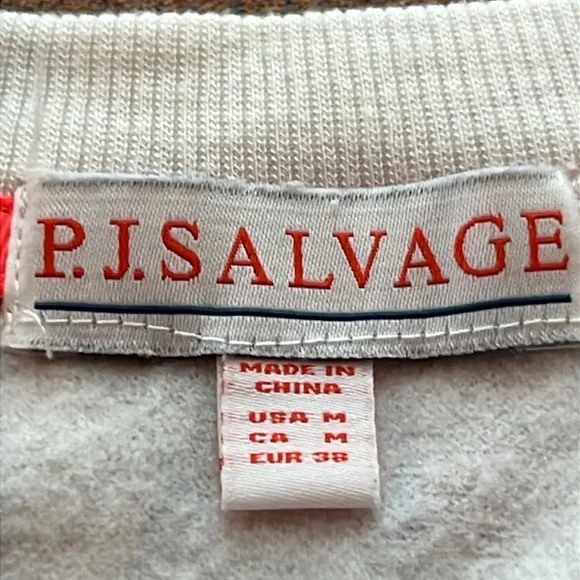 P.J.SALVAGE
MADE IN
CHINA
USA M
CA M
EUR 38